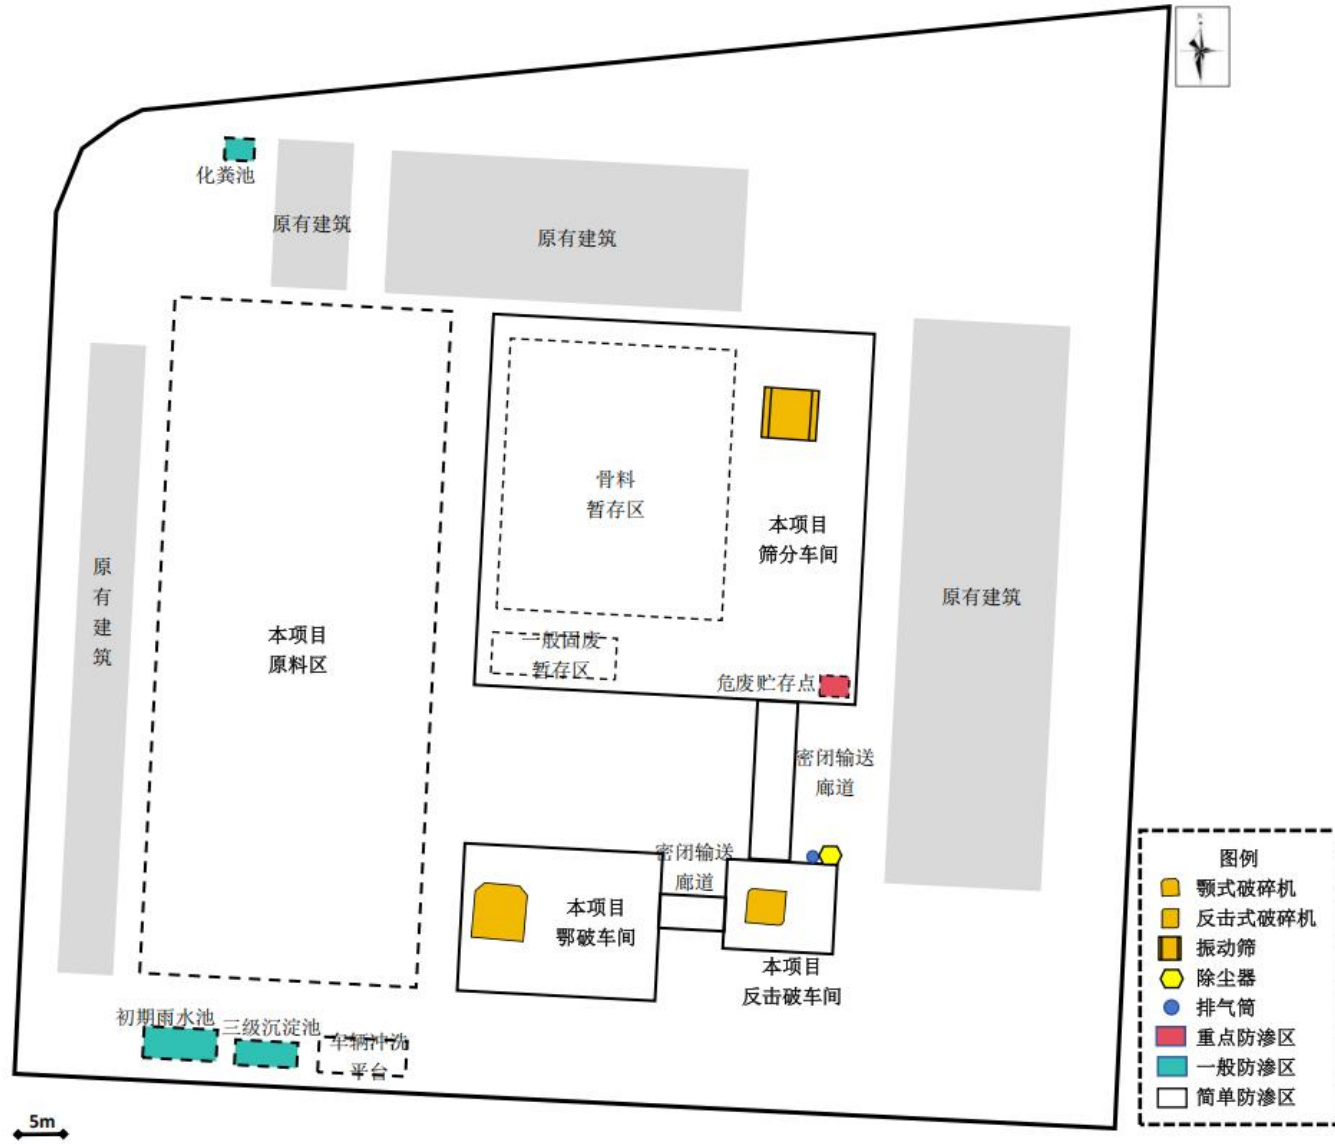 N
化粪池
原有建筑
原有建筑
骨料
暂存区
本项目
筛分车间
原有建筑
原
有
建
筑
本项目
原料区
一般固废
暂存区
危废贮存点
密闭输送
廊道
密闭输送
廊道
本项目
鄂破车间
本项目
反击破车间
初期雨水池
三级沉淀池
车辆冲洗
平台
5m
图例
颚式破碎机
反击式破碎机
振动筛
除尘器
排气筒
重点防渗区
一般防渗区
简单防渗区